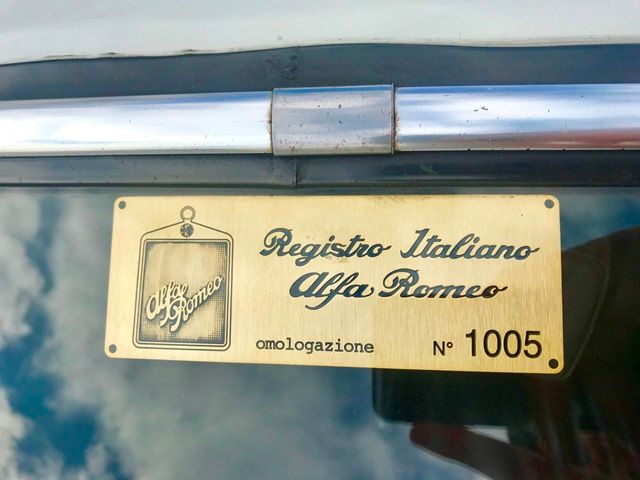 Alfa
Romeo
Registro Italiano
Alfa Romeo
omologazione N° 1005